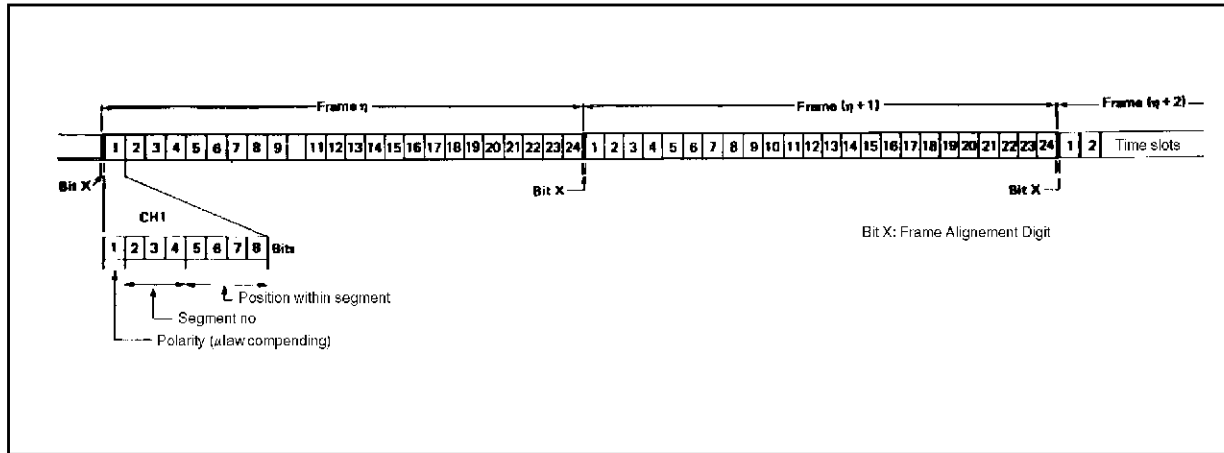 Frame η Frame (η + 1) Frame (η + 2)
1 2 3 4 5 6 7 8 9 11 12 13 14 15 16 17 18 19 20 21 22 23 24 1 2 3 4 5 6 7 8 9 10 11 12 13 14 15 16 17 18 19 20 21 22 23 24 1 2 Time slots
Bit X Bit X Bit X
CH1
Bit X: Frame Alignement Digit
1 2 3 4 5 6 7 8 Bits
Position within segment
Segment no
Polarity (μlaw compending)